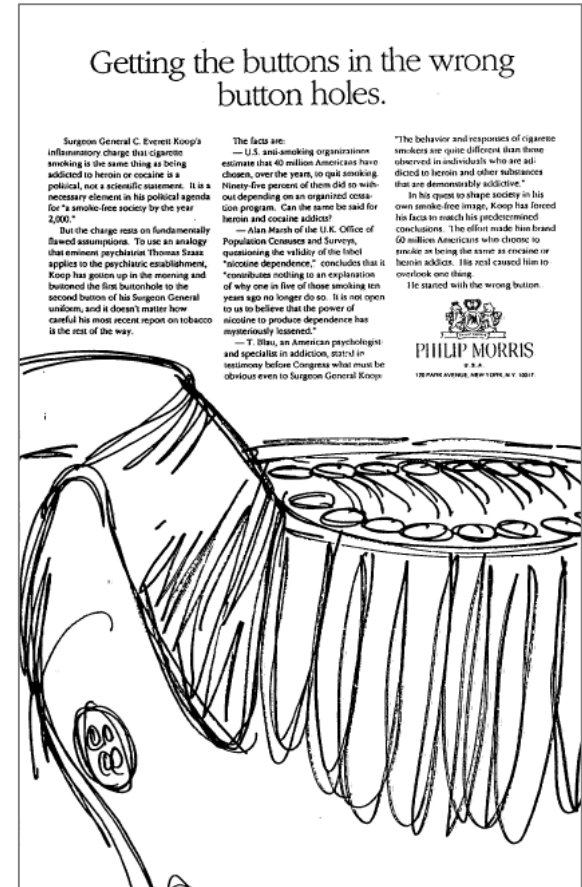 Getting the buttons in the wrong
button holes.
Surgeon General C. Everett Koop's
inflammatory charge that cigarette
smoking is the same thing as being
addicted to heroin or cocaine is a
political, not a scientific statement. It is a
necessary element in his political agenda
for "a smoke-free society by the year
2,000."
But the charge rests on fundamentally
flawed assumptions. To use an analogy
that eminent psychiatrist Thomas Szasz
applies to the psychiatric establishment,
Koop has gotten up in the morning and
buttoned the first buttonhole to the
second button of his Surgeon General
uniform, and it doesn't matter how
careful his most recent report on tobacco
is the rest of the way.
The facts are:
— U.S. anti-smoking organizations
estimate that 40 million Americans have
chosen, over the years, to quit smoking.
Ninety-five percent of them did so with-
out depending on an organized cessa-
tion program. Can the same be said for
heroin and cocaine addicts?
— Alan Marsh of the U.K. Office of
Population Censuses and Surveys,
questioning the validity of the label
"nicotine dependence," concludes that it
"contributes nothing to an explanation
of why one in five of those smoking ten
years ago no longer do so. It is not open
to us to believe that the power of
nicotine to produce dependence has
mysteriously lessened."
— T. Blau, an American psychologist
and specialist in addiction, stated in
testimony before Congress what must be
obvious even to Surgeon General Koop:
"The behavior and responses of cigarette
smokers are quite different than those
observed in individuals who are ad-
dicted to heroin and other substances
that are demonstrably addictive."
In his quest to shape society in his
own smoke-free image, Koop has forced
his facts to match his predetermined
conclusions. The effort made him brand
60 million Americans who choose to
smoke as being the same as cocaine or
heroin addicts. His zeal caused him to
overlook one thing.
He started with the wrong button.
PHILIP MORRIS
U.S.A.
120 PARK AVENUE, NEW YORK, N.Y. 10017